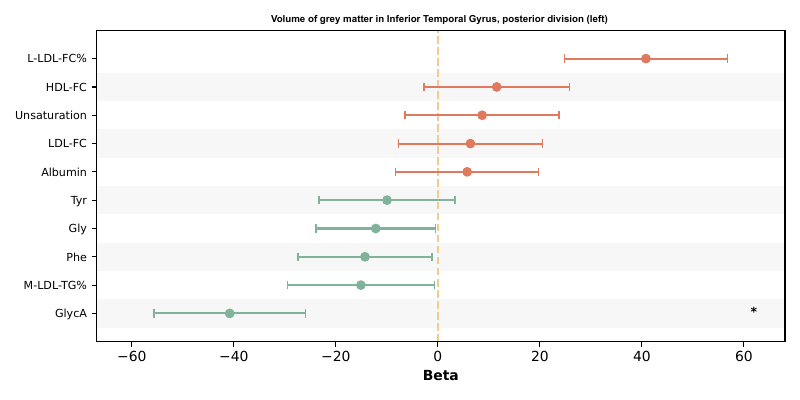 Volume of grey matter in Inferior Temporal Gyrus, posterior division (left)
L-LDL-FC%
HDL-FC
Unsaturation
LDL-FC
Albumin
Tyr
Gly
Phe
M-LDL-TG%
GlycA *
−60 −40 −20 0 20 40 60
Beta